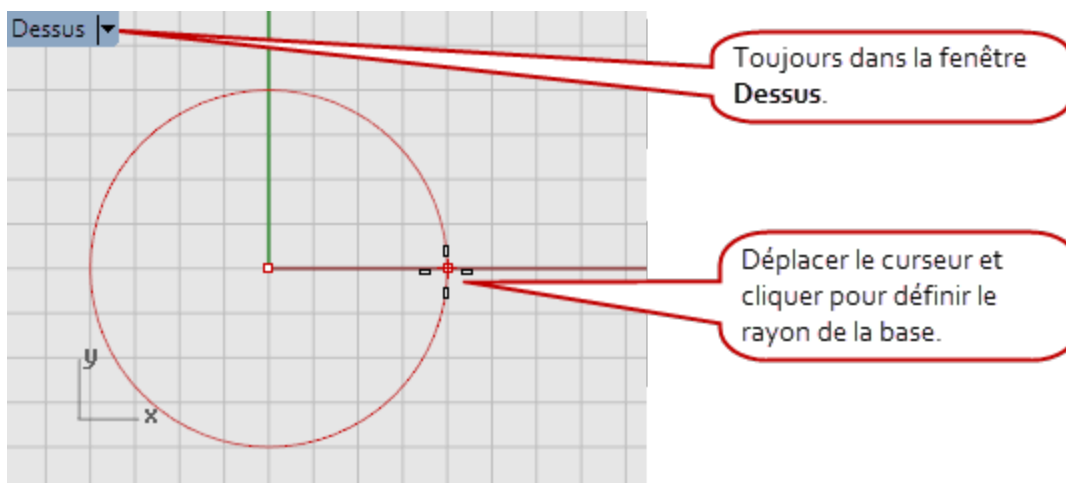 Dessus
Toujours dans la fenêtre
Dessus.
Déplacer le curseur et
cliquer pour définir le
rayon de la base.
y
x